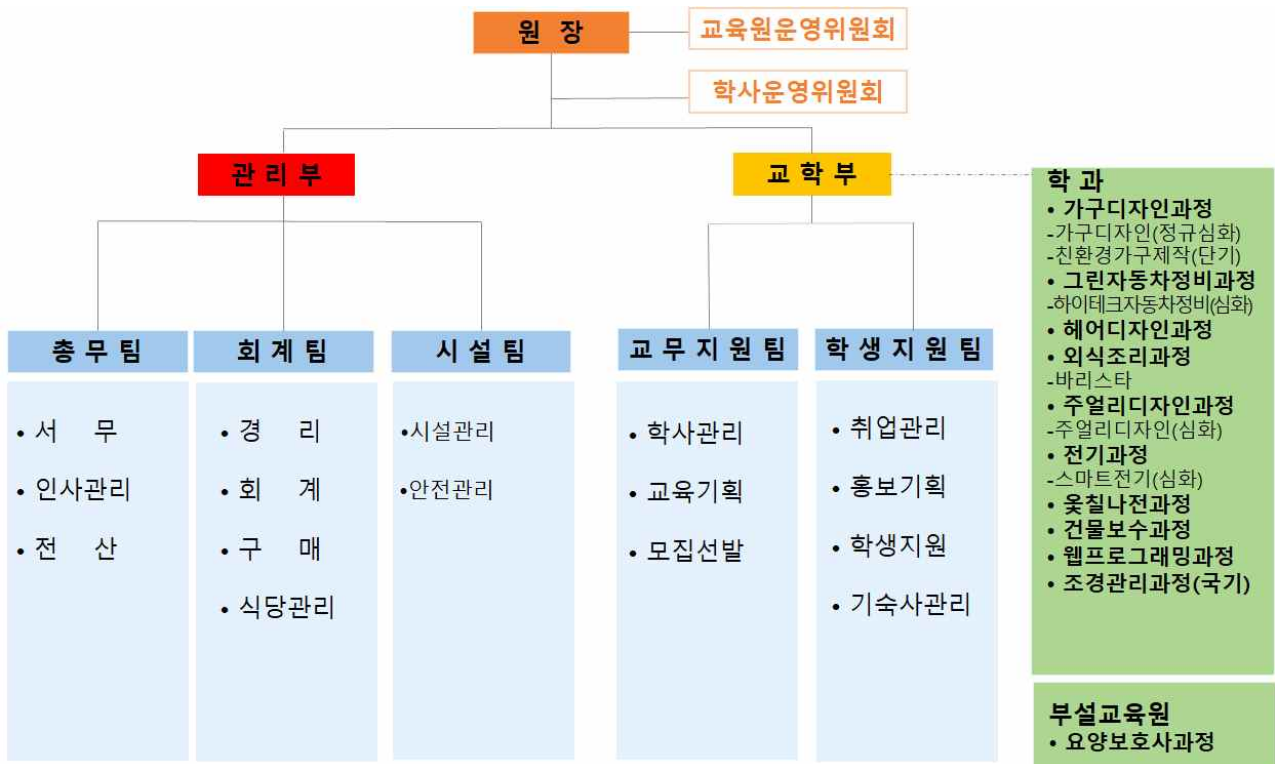 원 장
교육원운영위원회
학사운영위원회
관 리 부
교 학 부
총 무 팀
• 서 무
• 인사관리
• 전 산
회 계 팀
• 경 리
• 회 계
• 구 매
• 식당관리
시 설 팀
•시설관리
•안전관리
교 무 지 원 팀
• 학사관리
• 교육기획
• 모집선발
학 생 지 원 팀
• 취업관리
• 홍보기획
• 학생지원
• 기숙사관리
학 과
• 가구디자인과정
-가구디자인(정규심화)
-친환경가구제작(단기)
• 그린자동차정비과정
-하이테크자동차정비(심화)
• 헤어디자인과정
• 외식조리과정
-바리스타
• 주얼리디자인과정
-주얼리디자인(심화)
• 전기과정
-스마트전기(심화)
• 옻칠나전과정
• 건물보수과정
• 웹프로그래밍과정
• 조경관리과정(국기)
부설교육원
• 요양보호사과정